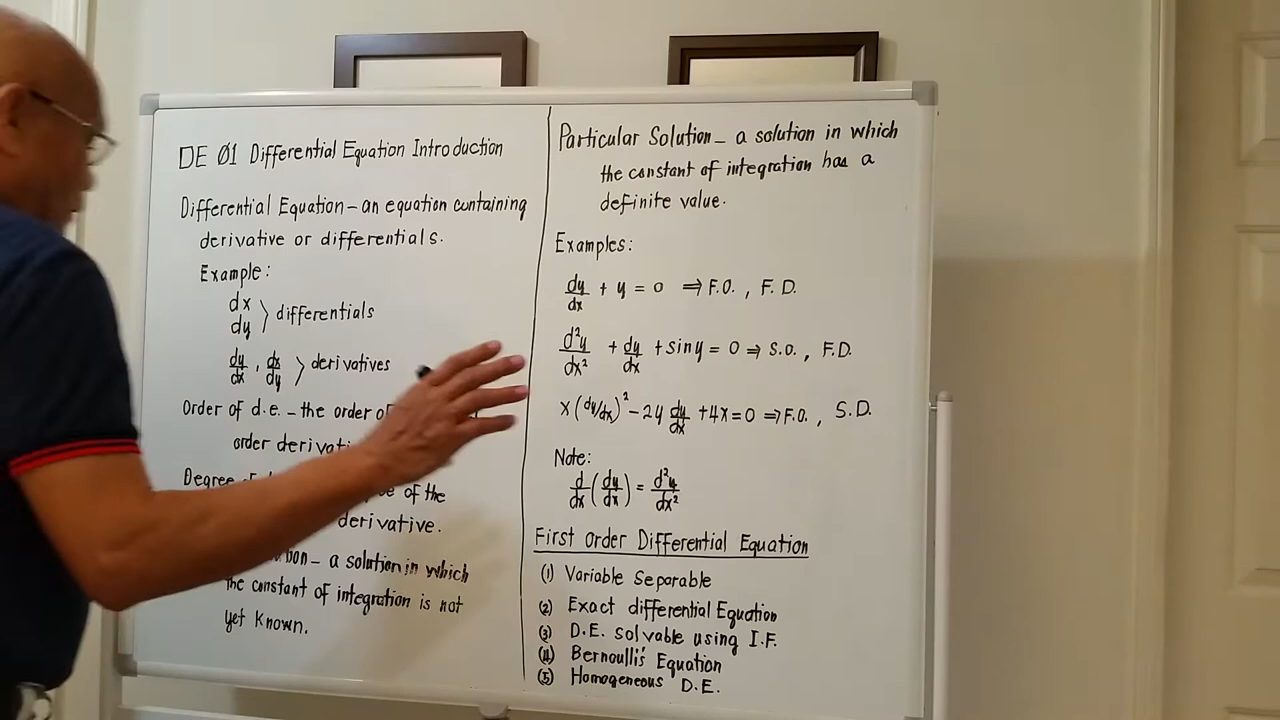 DE Ø1 Differential Equation Introduction
Differential Equation – an equation containing
derivative or differentials.
Example:
dx
dy } differentials
dy/dx , dx/dy } derivatives
Order of d.e. – the order of
order derivati
Degree of
of the
derivative.
tion – a solution in which
the constant of integration is not
yet known.
Particular Solution – a solution in which
the constant of integration has a
definite value.
Examples:
dy/dx + y = 0 ⇒ F.O. , F.D.
d²y/dx² + dy/dx + sin y = 0 ⇒ S.O. , F.D.
x(dy/dx)² – 2y dy/dx + 4x = 0 ⇒ F.O. , S.D.
Note:
d/dx (dy/dx) = d²y/dx²
First Order Differential Equation
(1) Variable Separable
(2) Exact differential Equation
(3) D.E. solvable using I.F.
(4) Bernoulli's Equation
(5) Homogeneous D.E.